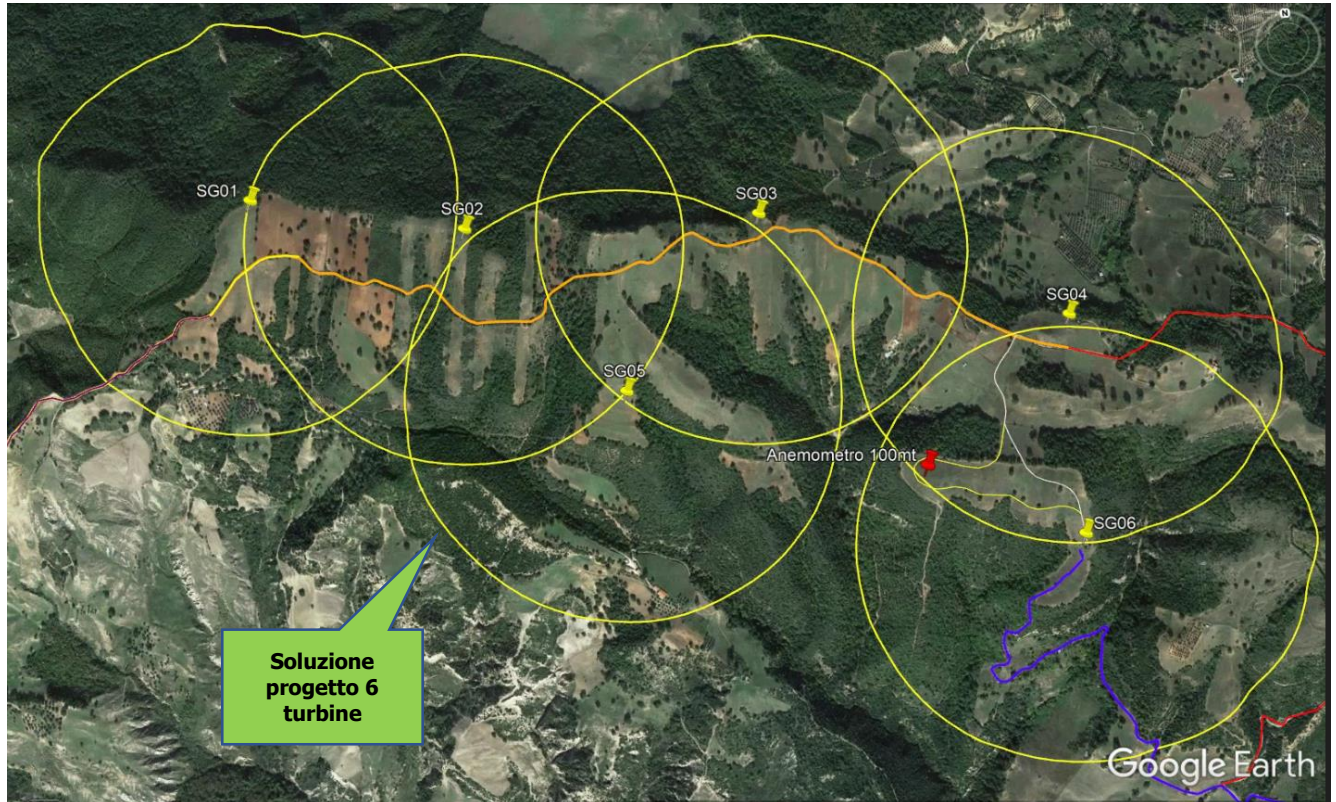 N
SG01
SG02
SG03
SG04
SG05
Anemometro 100mt
SG06
Soluzione
progetto 6
turbine
Google Earth